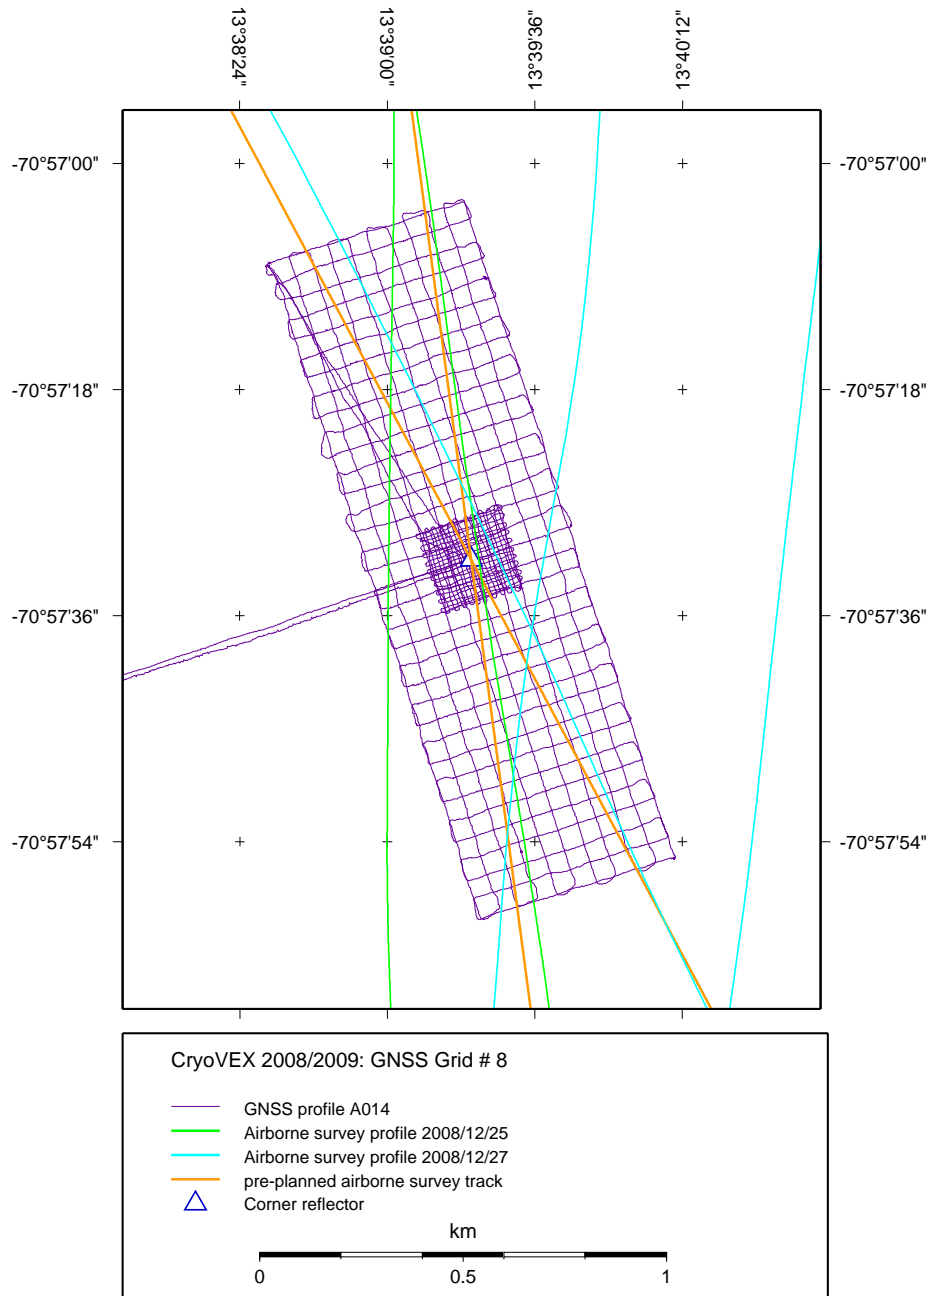 13°38'24"
13°39'00"
13°39'36"
13°40'12"
-70°57'00"
-70°57'00"
-70°57'18"
-70°57'18"
-70°57'36"
-70°57'36"
-70°57'54"
-70°57'54"
CryoVEX 2008/2009: GNSS Grid # 8
GNSS profile A014
Airborne survey profile 2008/12/25
Airborne survey profile 2008/12/27
pre-planned airborne survey track
Corner reflector
km
0 0.5 1